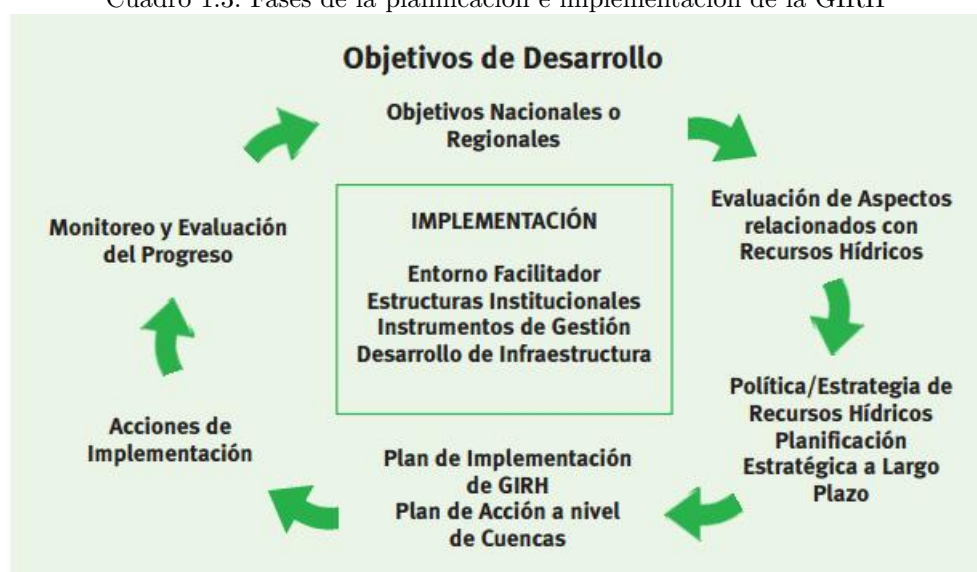 Cuadro 1.3. Fases de la planificación e implementación de la GIRH
Objetivos de Desarrollo
Objetivos Nacionales o
Regionales
Evaluación de Aspectos
relacionados con
Recursos Hídricos
Política/Estrategia de
Recursos Hídricos
Planificación
Estratégica a Largo
Plazo
Plan de Implementación
de GIRH
Plan de Acción a nivel
de Cuencas
Acciones de
Implementación
Monitoreo y Evaluación
del Progreso
IMPLEMENTACIÓN
Entorno Facilitador
Estructuras Institucionales
Instrumentos de Gestión
Desarrollo de Infraestructura